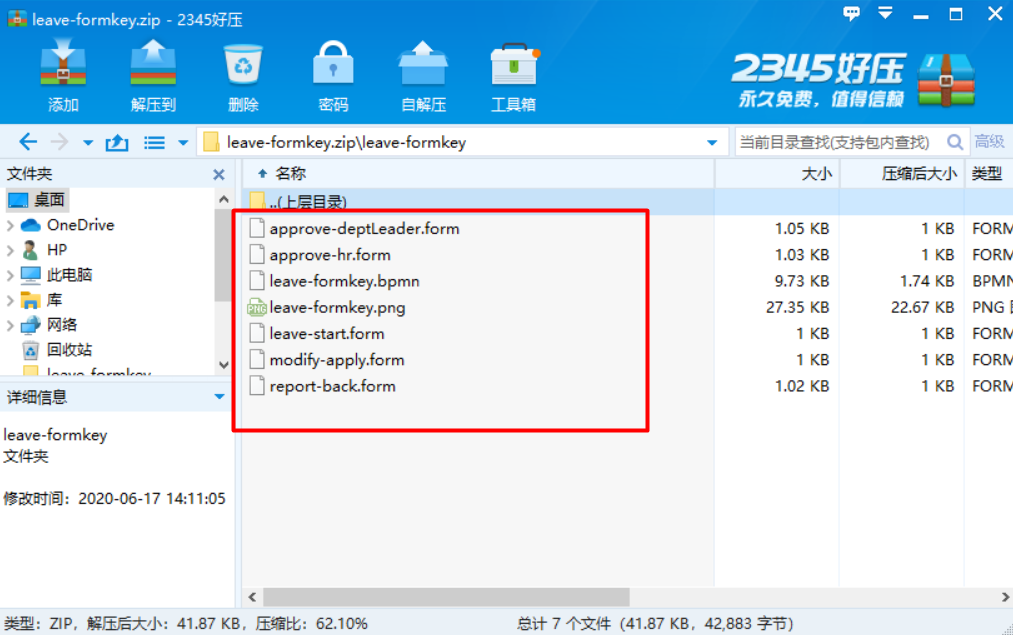 leave-formkey.zip - 2345好压
添加 解压到 删除 密码 自解压 工具箱
2345好压
永久免费，值得信赖
leave-formkey.zip\leave-formkey 当前目录查找(支持包内查找) 高级
文件夹 名称 大小 压缩后大小 类型
桌面 ..(上层目录)
OneDrive approve-deptLeader.form 1.05 KB 1 KB FORM
HP approve-hr.form 1.03 KB 1 KB FORM
此电脑 leave-formkey.bpmn 9.73 KB 1.74 KB BPMN
库 PNG leave-formkey.png 27.35 KB 22.67 KB PNG
网络 leave-start.form 1 KB 1 KB FORM
回收站 modify-apply.form 1 KB 1 KB FORM
leave-formkey report-back.form 1.02 KB 1 KB FORM
详细信息
leave-formkey
文件夹
修改时间：2020-06-17 14:11:05
类型：ZIP，解压后大小：41.87 KB，压缩比：62.10% 总计 7 个文件（41.87 KB，42,883 字节）